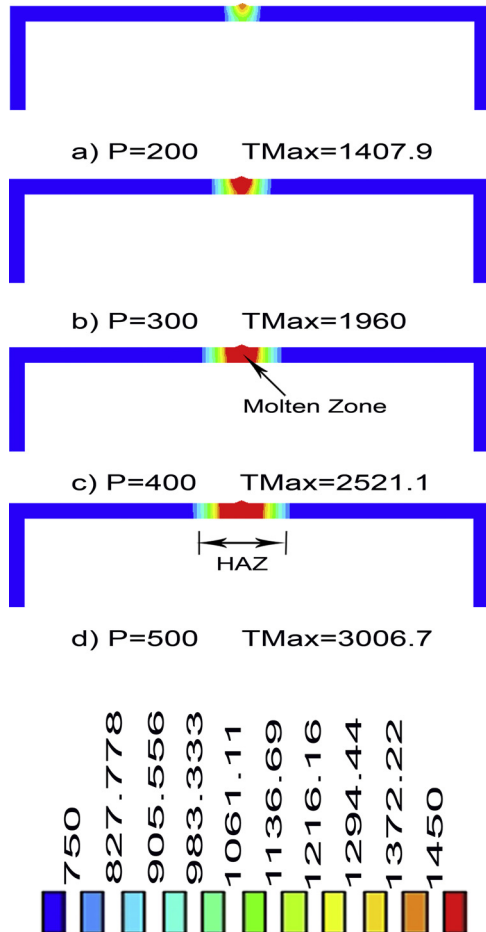 a) P=200 TMax=1407.9
b) P=300 TMax=1960
Molten Zone
c) P=400 TMax=2521.1
HAZ
d) P=500 TMax=3006.7
750
827.778
905.556
983.333
1061.11
1136.69
1216.16
1294.44
1372.22
1450